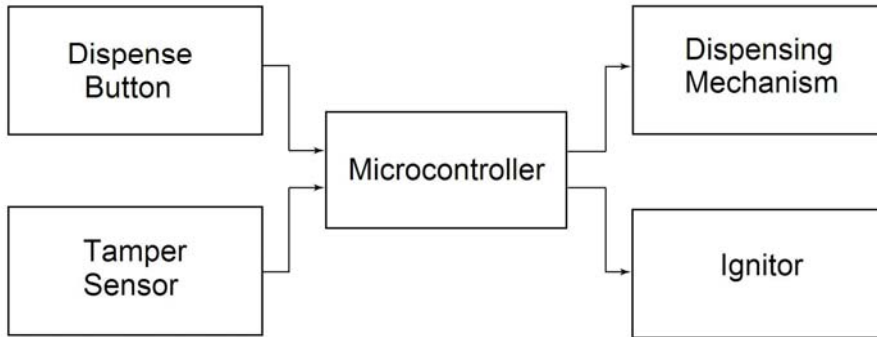 Dispense
Button
Dispensing
Mechanism
Microcontroller
Tamper
Sensor
Ignitor